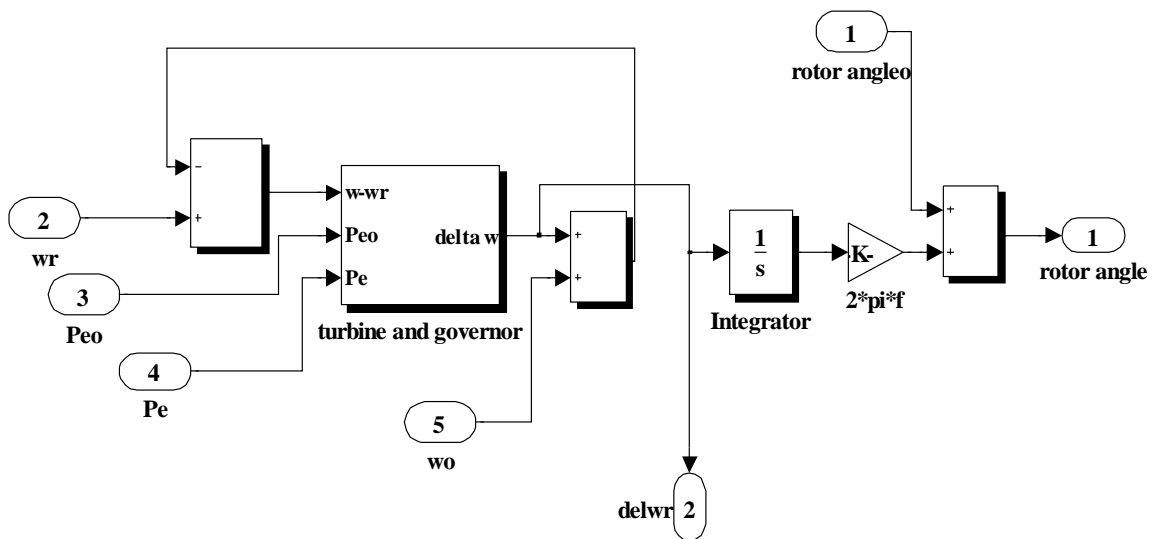 1
rotor angleo
−
+
2
wr
w-wr
Peo
Pe
delta w
turbine and governor
3
Peo
4
Pe
+
+
5
wo
1
s
Integrator
-K-
2*pi*f
+
+
1
rotor angle
delwr
2